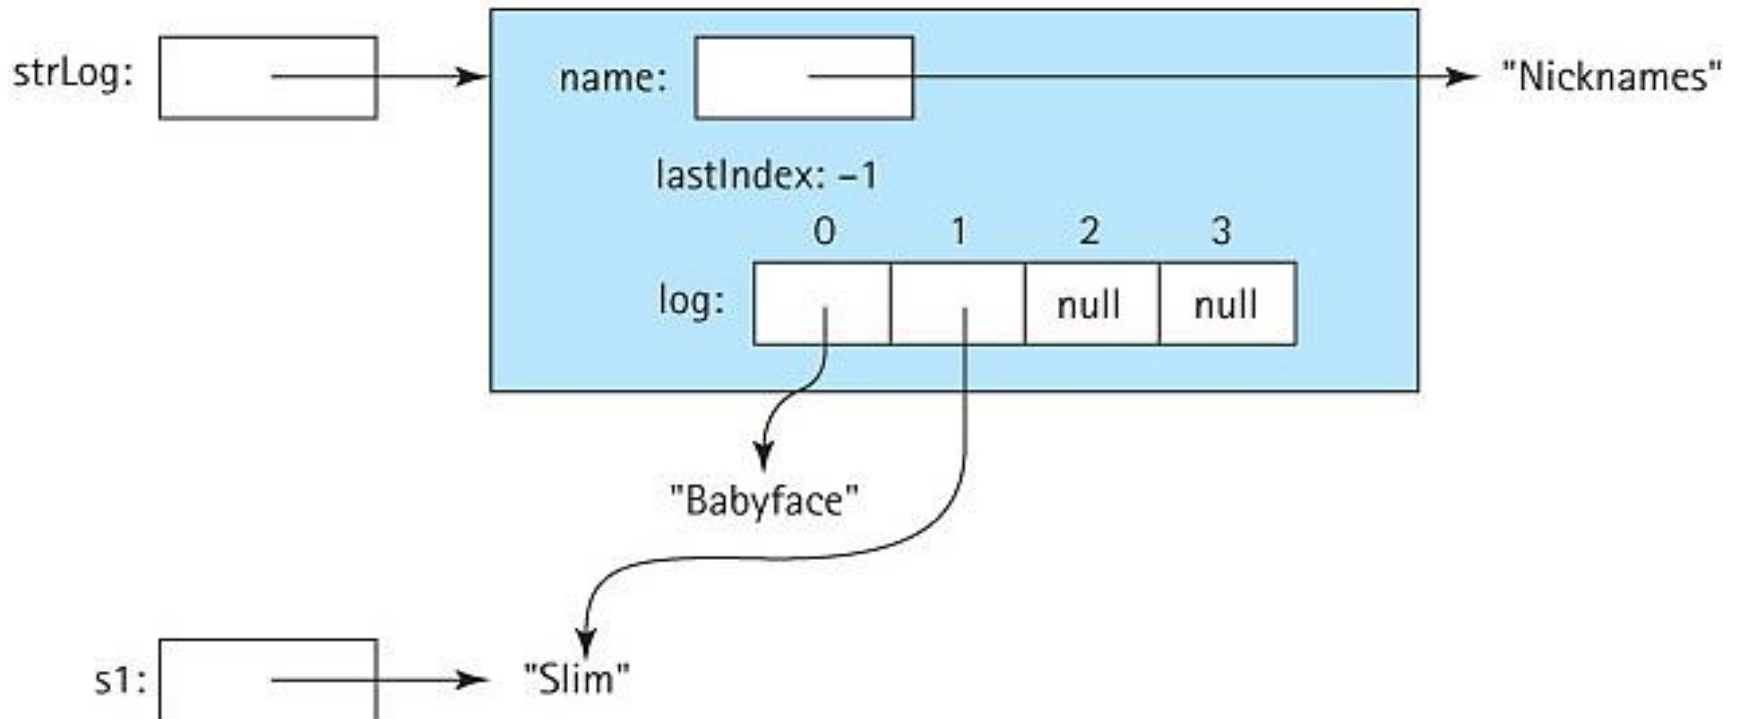 strLog:
name:
"Nicknames"
lastIndex: –1
0 1 2 3
log: null null
"Babyface"
s1: "Slim"